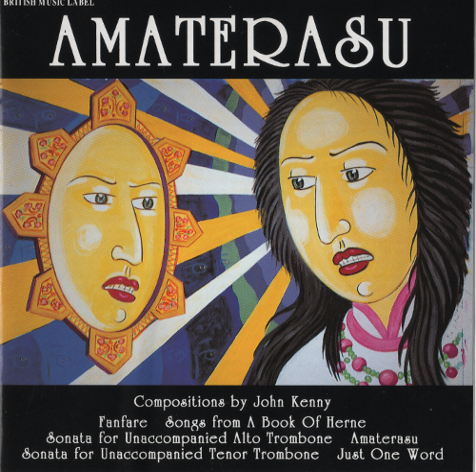 BRITISH MUSIC LABEL
AMATERASU
Compositions by John Kenny
Fanfare Songs from A Book Of Herne
Sonata for Unaccompanied Alto Trombone Amaterasu
Sonata for Unaccompanied Tenor Trombone Just One Word